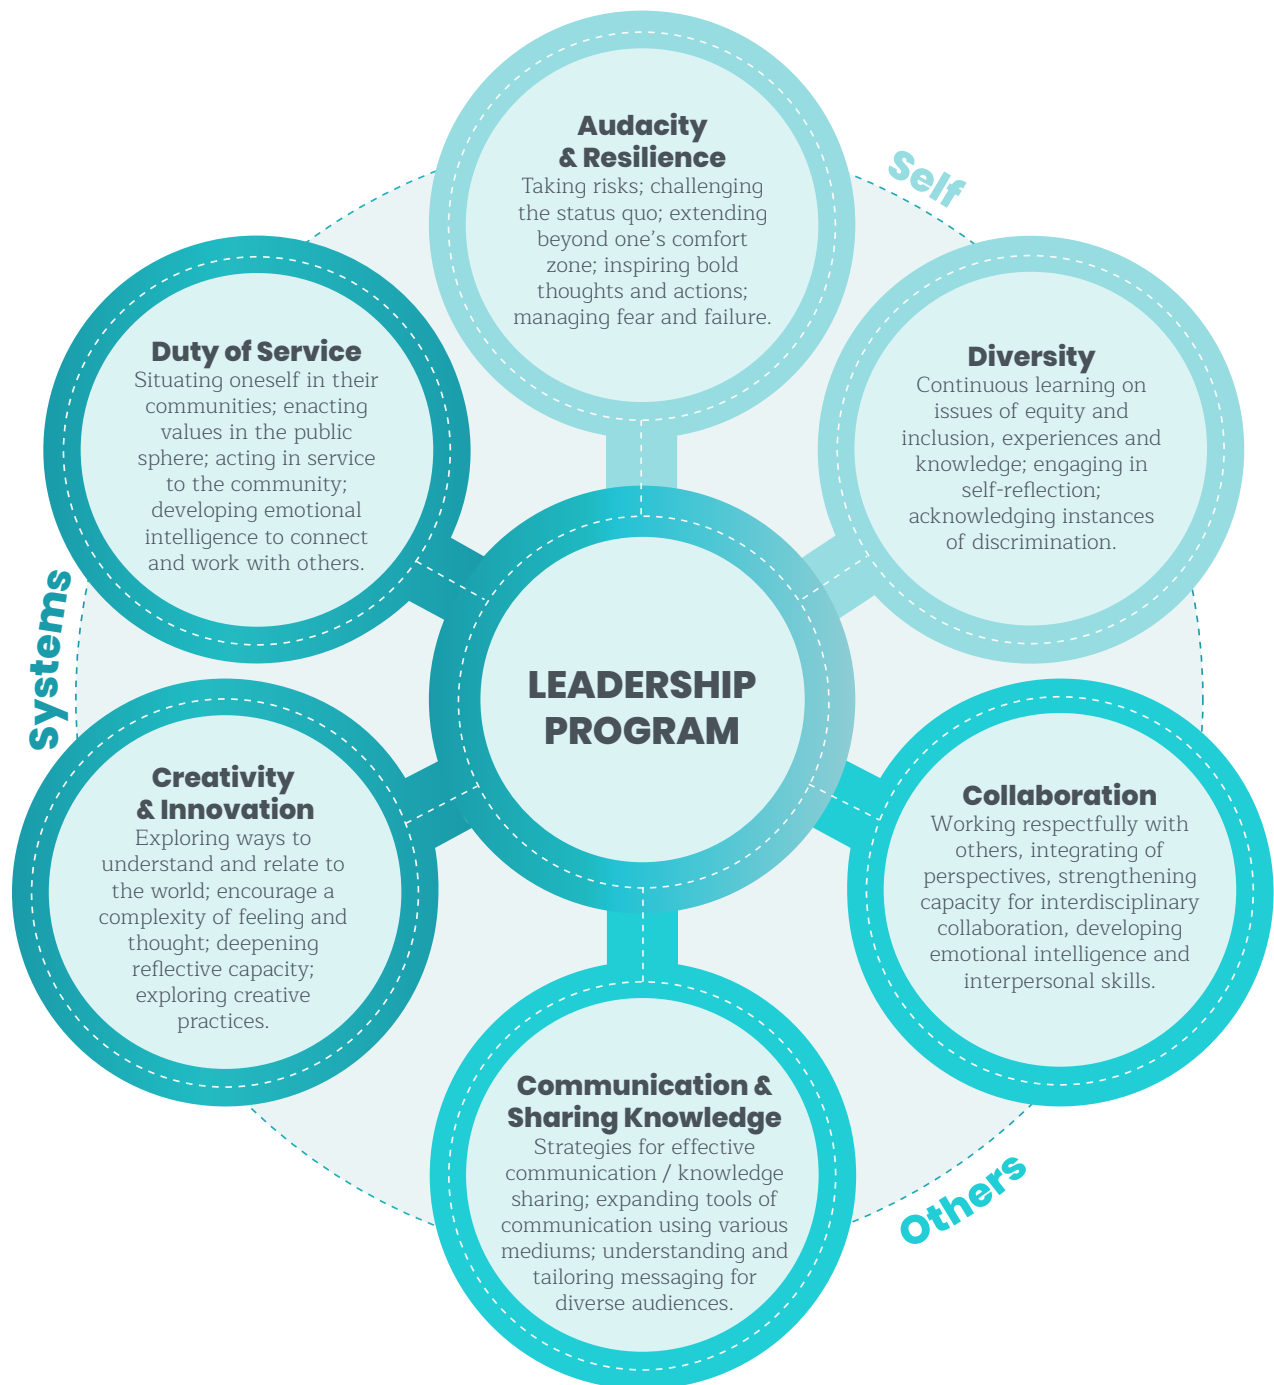 Audacity
& Resilience
Taking risks; challenging
the status quo; extending
beyond one’s comfort
zone; inspiring bold
thoughts and actions;
managing fear and failure.
Self
Diversity
Continuous learning on
issues of equity and
inclusion, experiences and
knowledge; engaging in
self-reflection;
acknowledging instances
of discrimination.
Duty of Service
Situating oneself in their
communities; enacting
values in the public
sphere; acting in service
to the community;
developing emotional
intelligence to connect
and work with others.
Systems
LEADERSHIP
PROGRAM
Creativity
& Innovation
Exploring ways to
understand and relate to
the world; encourage a
complexity of feeling and
thought; deepening
reflective capacity;
exploring creative
practices.
Collaboration
Working respectfully with
others, integrating of
perspectives, strengthening
capacity for interdisciplinary
collaboration, developing
emotional intelligence and
interpersonal skills.
Others
Communication &
Sharing Knowledge
Strategies for effective
communication / knowledge
sharing; expanding tools of
communication using various
mediums; understanding and
tailoring messaging for
diverse audiences.